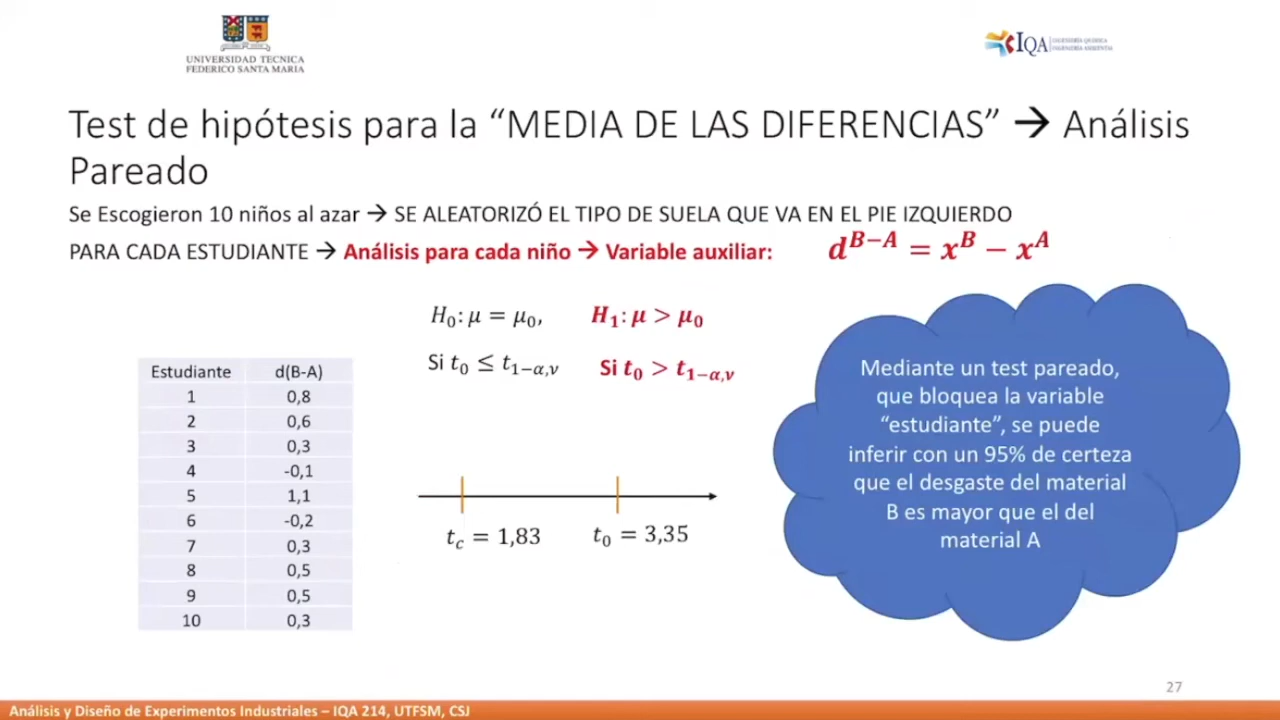 UNIVERSIDAD TECNICA
FEDERICO SANTA MARIA
IQA
Test de hipótesis para la “MEDIA DE LAS DIFERENCIAS” → Análisis
Pareado
Se Escogieron 10 niños al azar → SE ALEATORIZÓ EL TIPO DE SUELA QUE VA EN EL PIE IZQUIERDO
PARA CADA ESTUDIANTE → Análisis para cada niño → Variable auxiliar: d^{B−A} = x^B − x^A
H₀: μ = μ₀, H₁: μ > μ₀
Si t₀ ≤ t_{1−α,ν} Si t₀ > t_{1−α,ν}
Estudiante d(B-A)
1 0,8
2 0,6
3 0,3
4 -0,1
5 1,1
6 -0,2
7 0,3
8 0,5
9 0,5
10 0,3
t_c = 1,83 t₀ = 3,35
Mediante un test pareado,
que bloquea la variable
“estudiante”, se puede
inferir con un 95% de certeza
que el desgaste del material
B es mayor que el del
material A
27
Análisis y Diseño de Experimentos Industriales – IQA 214, UTFSM, CSJ